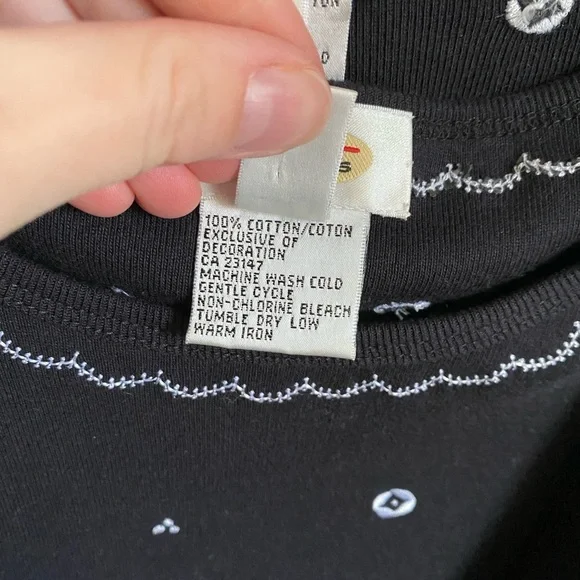 D
S
100% COTTON/COTON
EXCLUSIVE OF
DECORATION
CA 23147
MACHINE WASH COLD
GENTLE CYCLE
NON-CHLORINE BLEACH
TUMBLE DRY LOW
WARM IRON